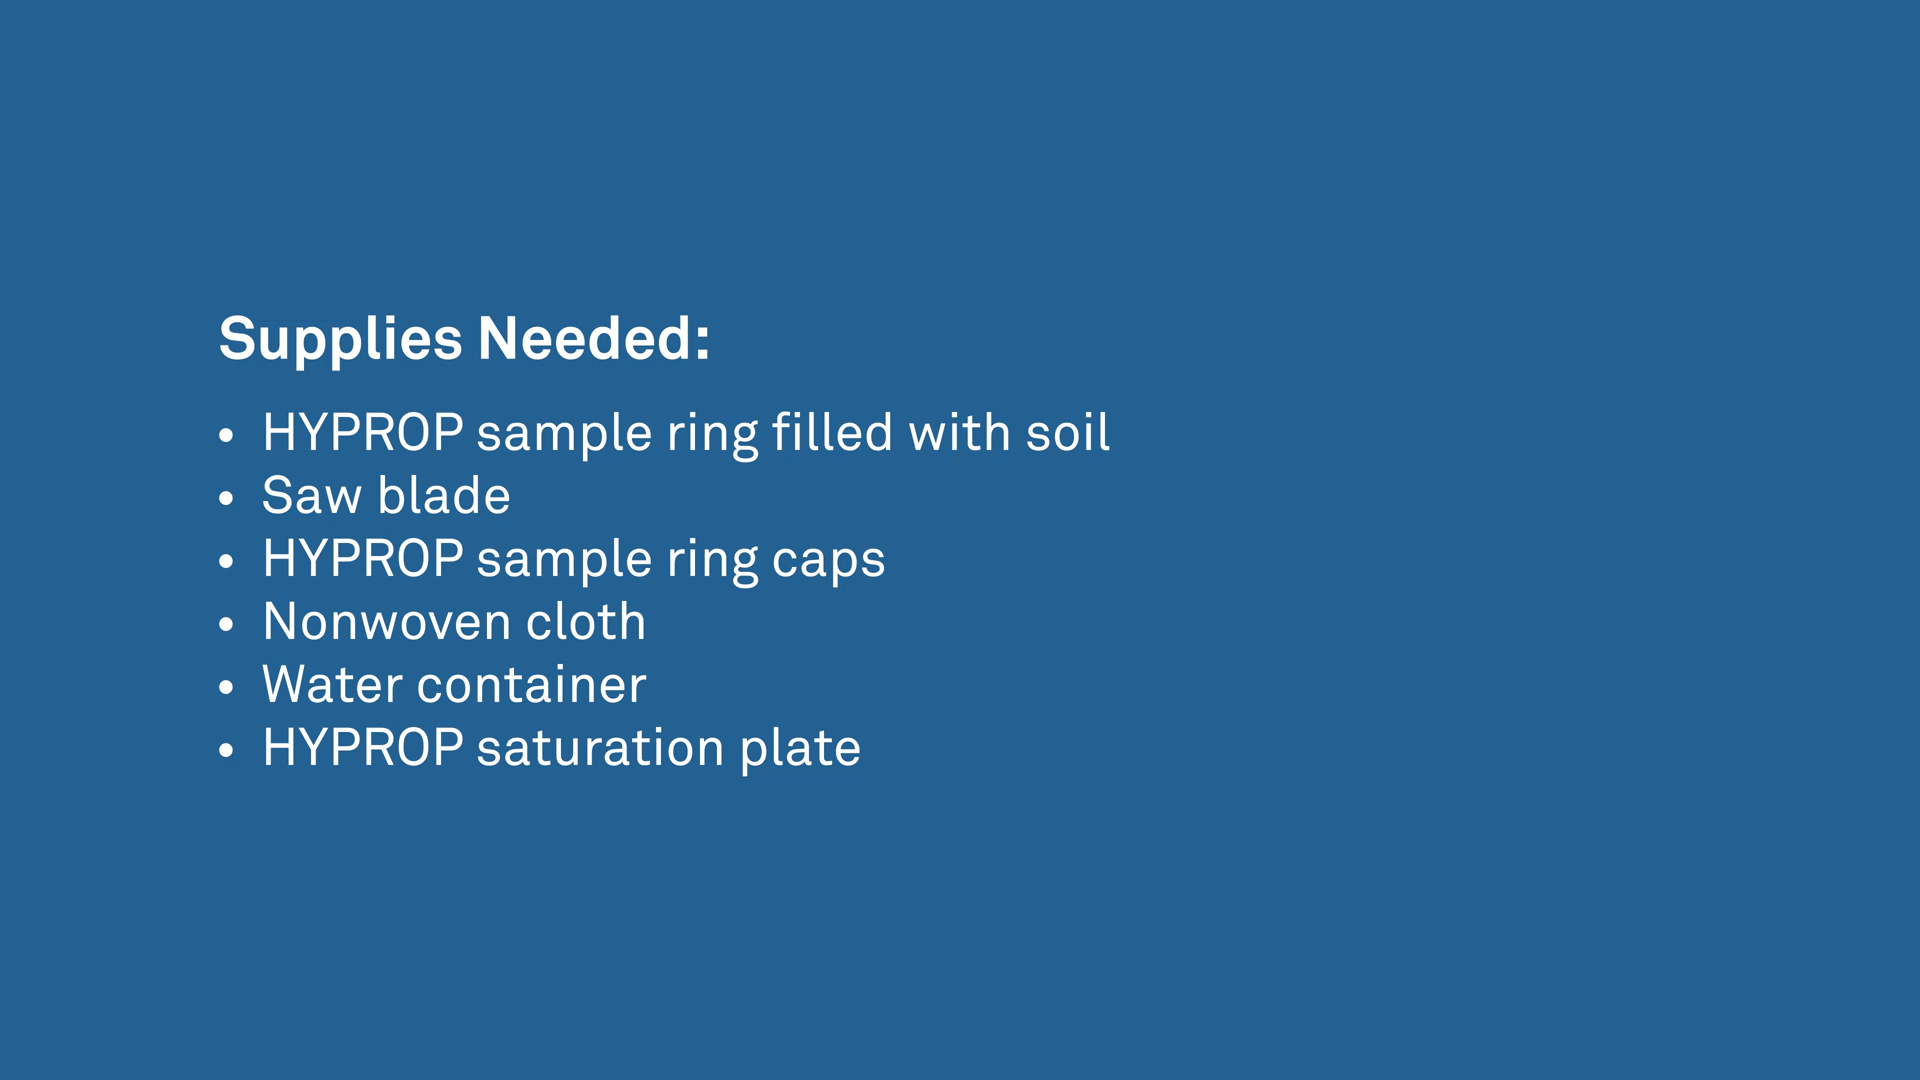 Supplies Needed:
• HYPROP sample ring filled with soil
• Saw blade
• HYPROP sample ring caps
• Nonwoven cloth
• Water container
• HYPROP saturation plate